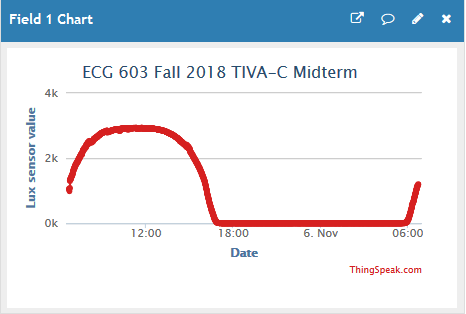 Field 1 Chart
ECG 603 Fall 2018 TIVA-C Midterm
Lux sensor value
4k
2k
0k
12:00 18:00 6. Nov 06:00
Date
ThingSpeak.com